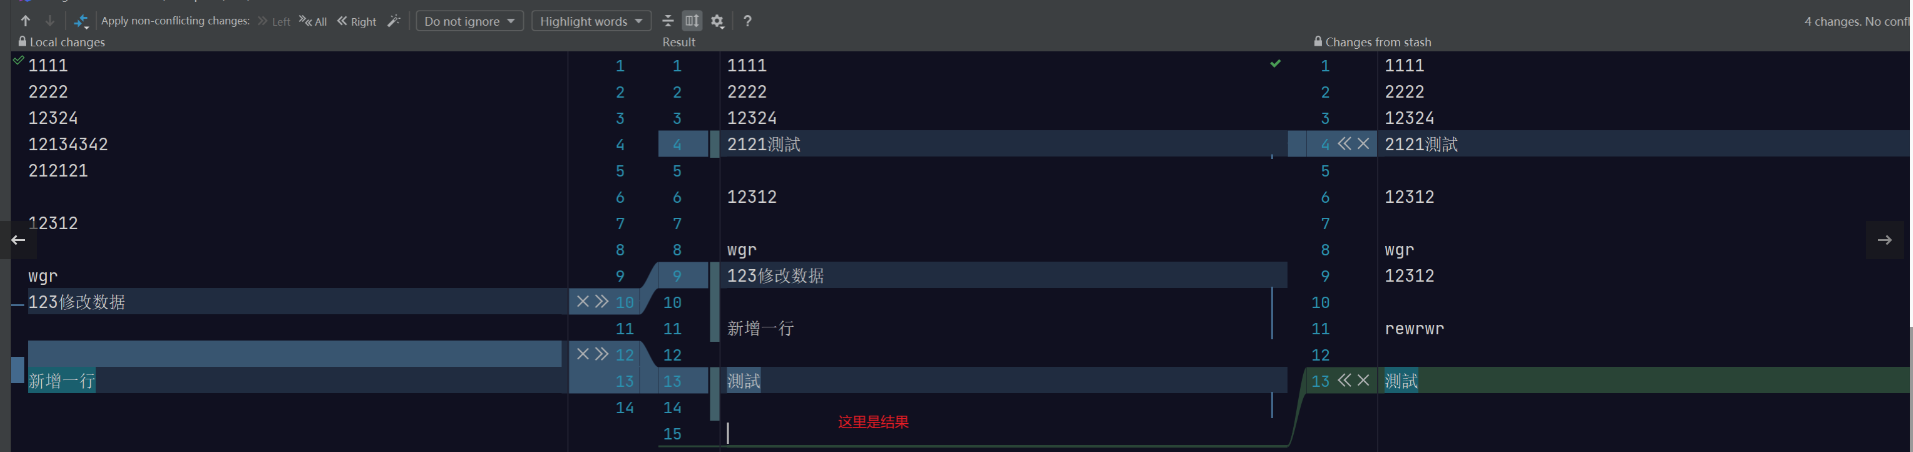 Apply non-conflicting changes: Left All Right Do not ignore Highlight words ? 4 changes. No confl
Local changes Result Changes from stash
1111 1 1 1111 1 1111
2222 2 2 2222 2 2222
12324 3 3 12324 3 12324
12134342 4 4 2121測試 4 2121測試
212121 5 5 5
6 6 12312 6 12312
12312 7 7 7
8 8 wgr 8 wgr
wgr 9 9 123修改数据 9 12312
123修改数据 10 10 10
11 11 新增一行 11 rewrwr
12 12 12
新增一行 13 13 測試 13 測試
14 14 这里是结果
15